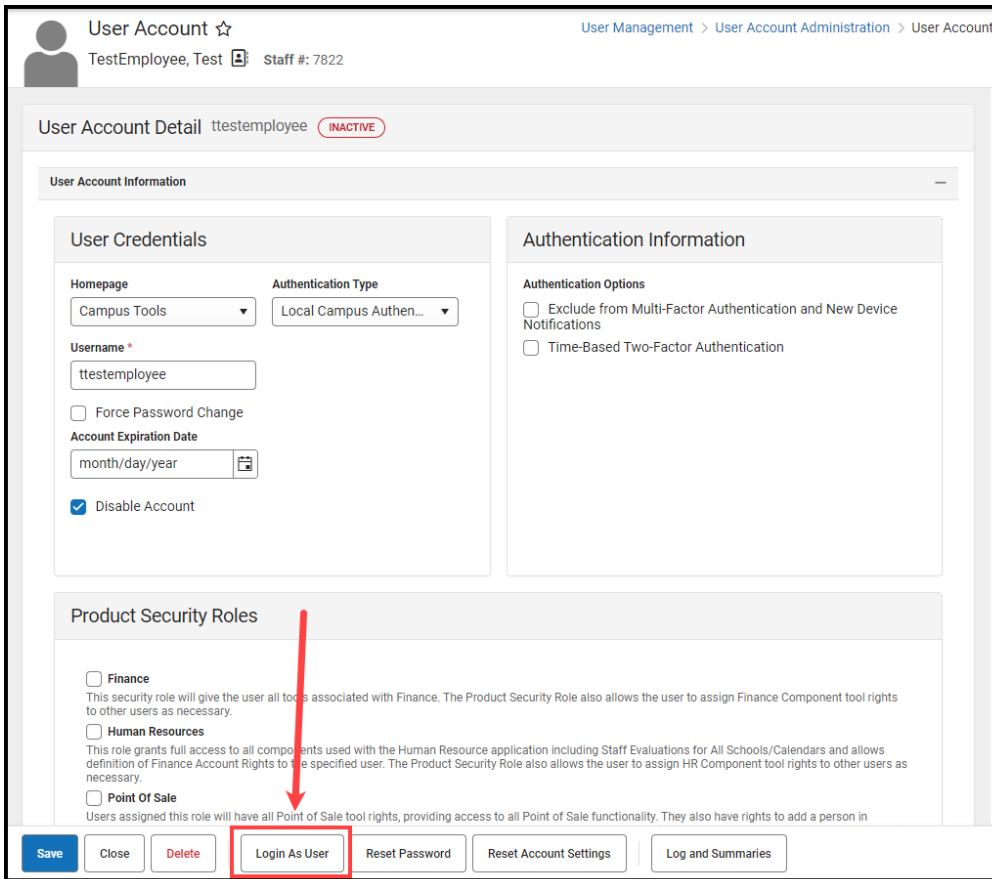 User Account
User Management > User Account Administration > User Account
TestEmployee, Test Staff #: 7822
User Account Detail ttestemployee INACTIVE
User Account Information
User Credentials
Homepage Authentication Type
Campus Tools Local Campus Authen...
Username *
ttestemployee
Force Password Change
Account Expiration Date
month/day/year
Disable Account
Authentication Information
Authentication Options
Exclude from Multi-Factor Authentication and New Device
Notifications
Time-Based Two-Factor Authentication
Product Security Roles
Finance
This security role will give the user all tools associated with Finance. The Product Security Role also allows the user to assign Finance Component tool rights
to other users as necessary.
Human Resources
This role grants full access to all components used with the Human Resource application including Staff Evaluations for All Schools/Calendars and allows
definition of Finance Account Rights to the specified user. The Product Security Role also allows the user to assign HR Component tool rights to other users as
necessary.
Point Of Sale
Users assigned this role will have all Point of Sale tool rights, providing access to all Point of Sale functionality. They also have rights to add a person in
Save Close Delete Login As User Reset Password Reset Account Settings Log and Summaries